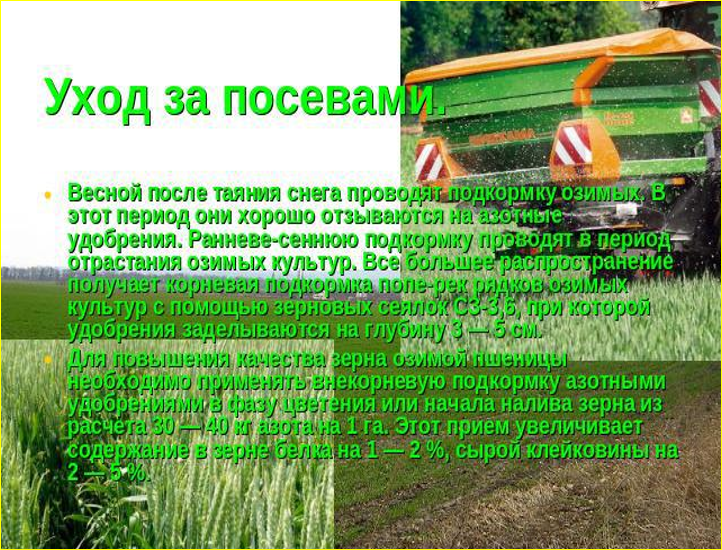 Уход за посевами.
Весной после таяния снега проводят подкормку озимых. В
этот период они хорошо отзываются на азотные
удобрения. Ранневе-сеннюю подкормку проводят в период
отрастания озимых культур. Все большее распространение
получает корневая подкормка попе-рек рядков озимых
культур с помощью зерновых сеялок СЗ-3,6, при которой
удобрения заделываются на глубину 3 — 5 см.
Для повышения качества зерна озимой пшеницы
необходимо применять внекорневую подкормку азотными
удобрениями в фазу цветения или начала налива зерна из
расчета 30 — 40 кг азота на 1 га. Этот прием увеличивает
содержание в зерне белка на 1 — 2 %, сырой клейковины на
2 — 5 %.